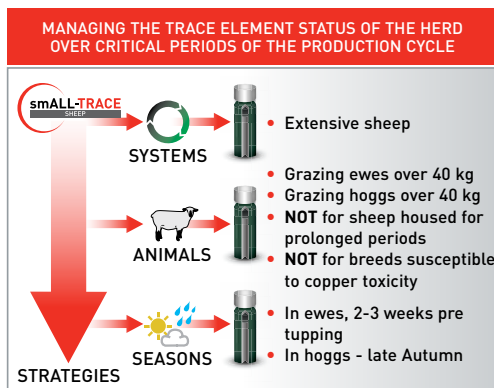 MANAGING THE TRACE ELEMENT STATUS OF THE HERD
OVER CRITICAL PERIODS OF THE PRODUCTION CYCLE
smALL-TRACE
SHEEP
SYSTEMS
• Extensive sheep
ANIMALS
• Grazing ewes over 40 kg
• Grazing hoggs over 40 kg
• NOT for sheep housed for
prolonged periods
• NOT for breeds susceptible
to copper toxicity
SEASONS
• In ewes, 2-3 weeks pre
tupping
• In hoggs - late Autumn
STRATEGIES